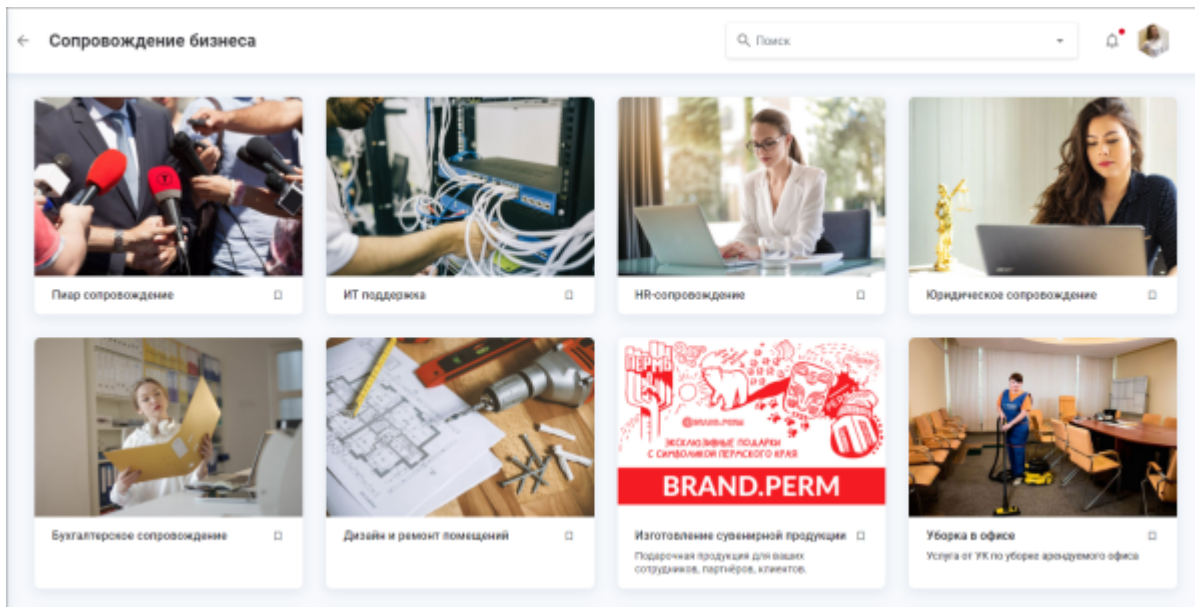 Сопровождение бизнеса
Поиск
Пиар сопровождение
ИТ поддержка
HR-сопровождение
Юридическое сопровождение
Бухгалтерское сопровождение
Дизайн и ремонт помещений
ПЕРМЬ
@BRAND.PERM
ЭКСКЛЮЗИВНЫЕ ПОДАРКИ
С СИМВОЛИКОЙ ПЕРМСКОГО КРАЯ
BRAND.PERM
Изготовление сувенирной продукции
Подарочная продукция для ваших
сотрудников, партнёров, клиентов.
Уборка в офисе
Услуга от УК по уборке арендуемого офиса